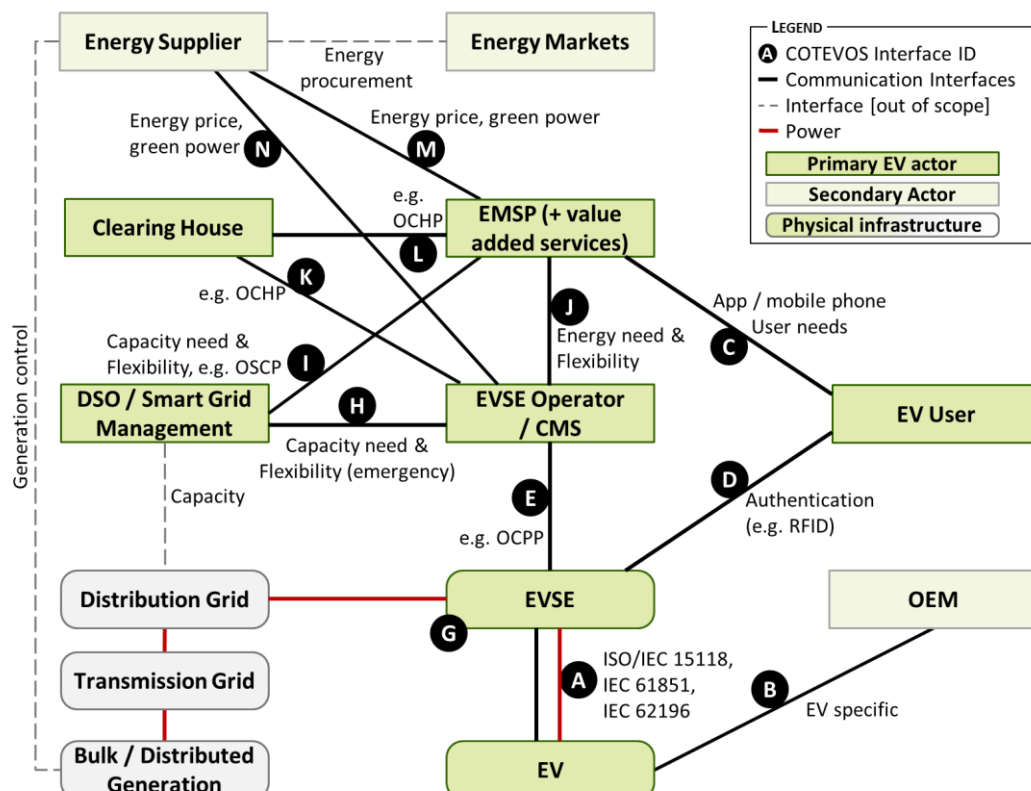 Energy Supplier
Energy Markets
Energy
procurement
LEGEND
A COTEVOS Interface ID
Communication Interfaces
Interface [out of scope]
Power
Primary EV actor
Secondary Actor
Physical infrastructure
Energy price,
green power
N
Energy price, green power
M
Clearing House
e.g.
OCHP
L
EMSP (+ value
added services)
K
e.g. OCHP
J
Energy need &
Flexibility
App / mobile phone
User needs
C
Capacity need &
Flexibility, e.g. OSCP
I
Generation control
DSO / Smart Grid
Management
H
Capacity need &
Flexibility (emergency)
EVSE Operator
/ CMS
EV User
Capacity
E
e.g. OCPP
D
Authentication
(e.g. RFID)
Distribution Grid
EVSE
OEM
G
Transmission Grid
A
ISO/IEC 15118,
IEC 61851,
IEC 62196
B
EV specific
Bulk / Distributed
Generation
EV